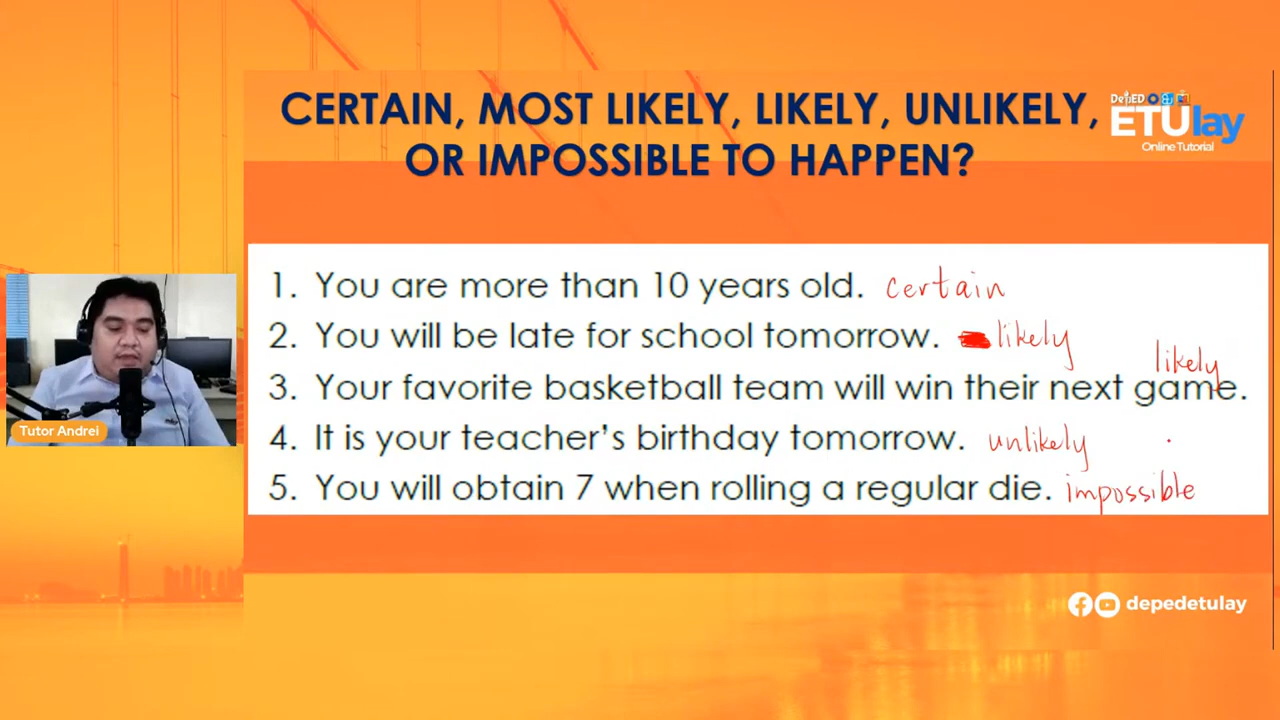 CERTAIN, MOST LIKELY, LIKELY, UNLIKELY,
OR IMPOSSIBLE TO HAPPEN?
DepED
ETUlay
Online Tutorial
1. You are more than 10 years old. certain
2. You will be late for school tomorrow. likely
likely
3. Your favorite basketball team will win their next game.
4. It is your teacher’s birthday tomorrow. unlikely
5. You will obtain 7 when rolling a regular die. impossible
Tutor Andrei
depedetulay